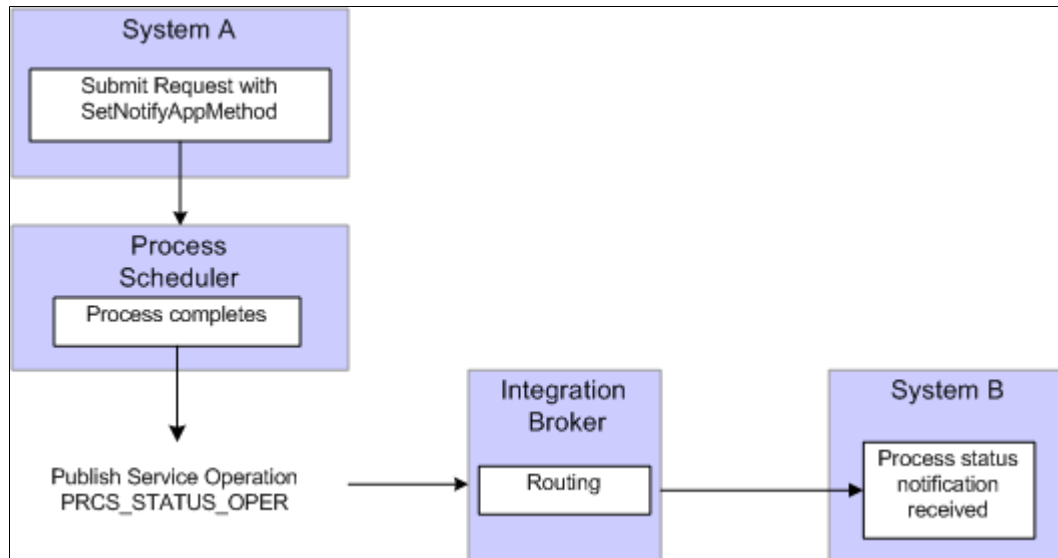 System A
Submit Request with
SetNotifyAppMethod
Process
Scheduler
Process completes
Publish Service Operation
PRCS_STATUS_OPER
Integration
Broker
Routing
System B
Process status
notification
received